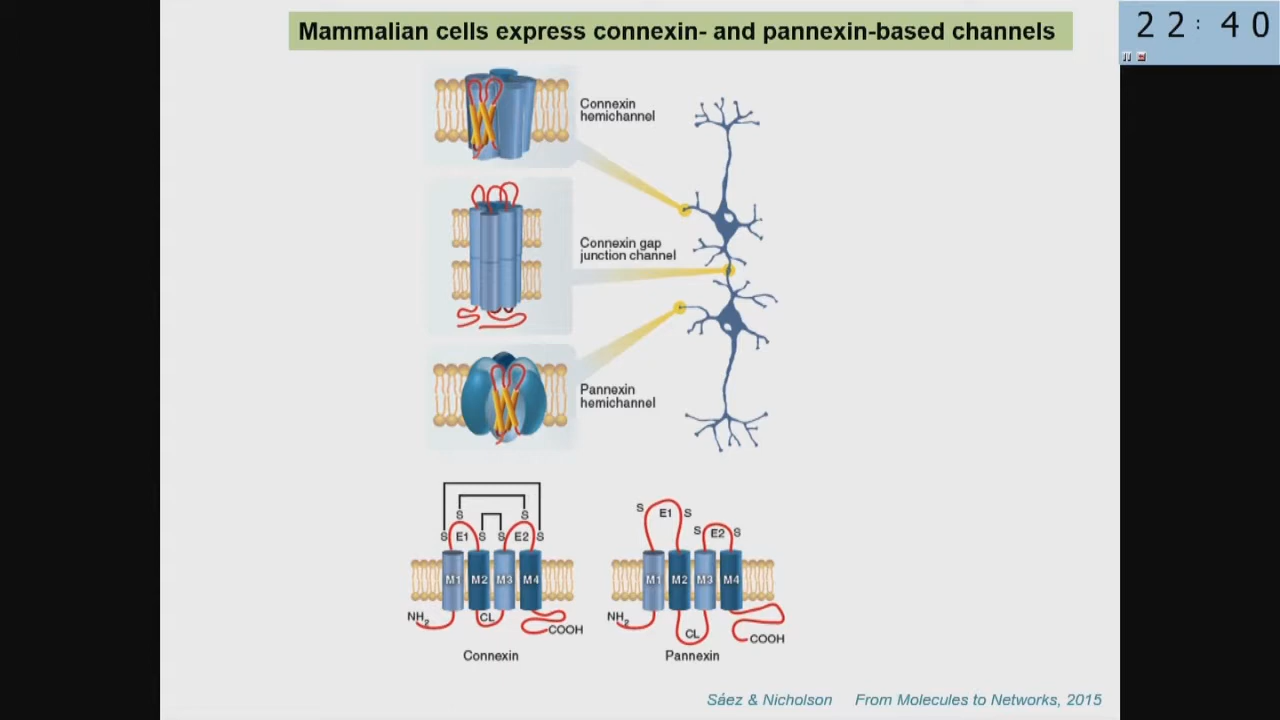 Mammalian cells express connexin- and pannexin-based channels
22: 40
Connexin
hemichannel
Connexin gap
junction channel
Pannexin
hemichannel
S S
S E1 S S E2 S
M1 M2 M3 M4
NH2 CL COOH
Connexin
S E1 S
S E2 S
M1 M2 M3 M4
NH2 CL COOH
Pannexin
Sáez & Nicholson From Molecules to Networks, 2015